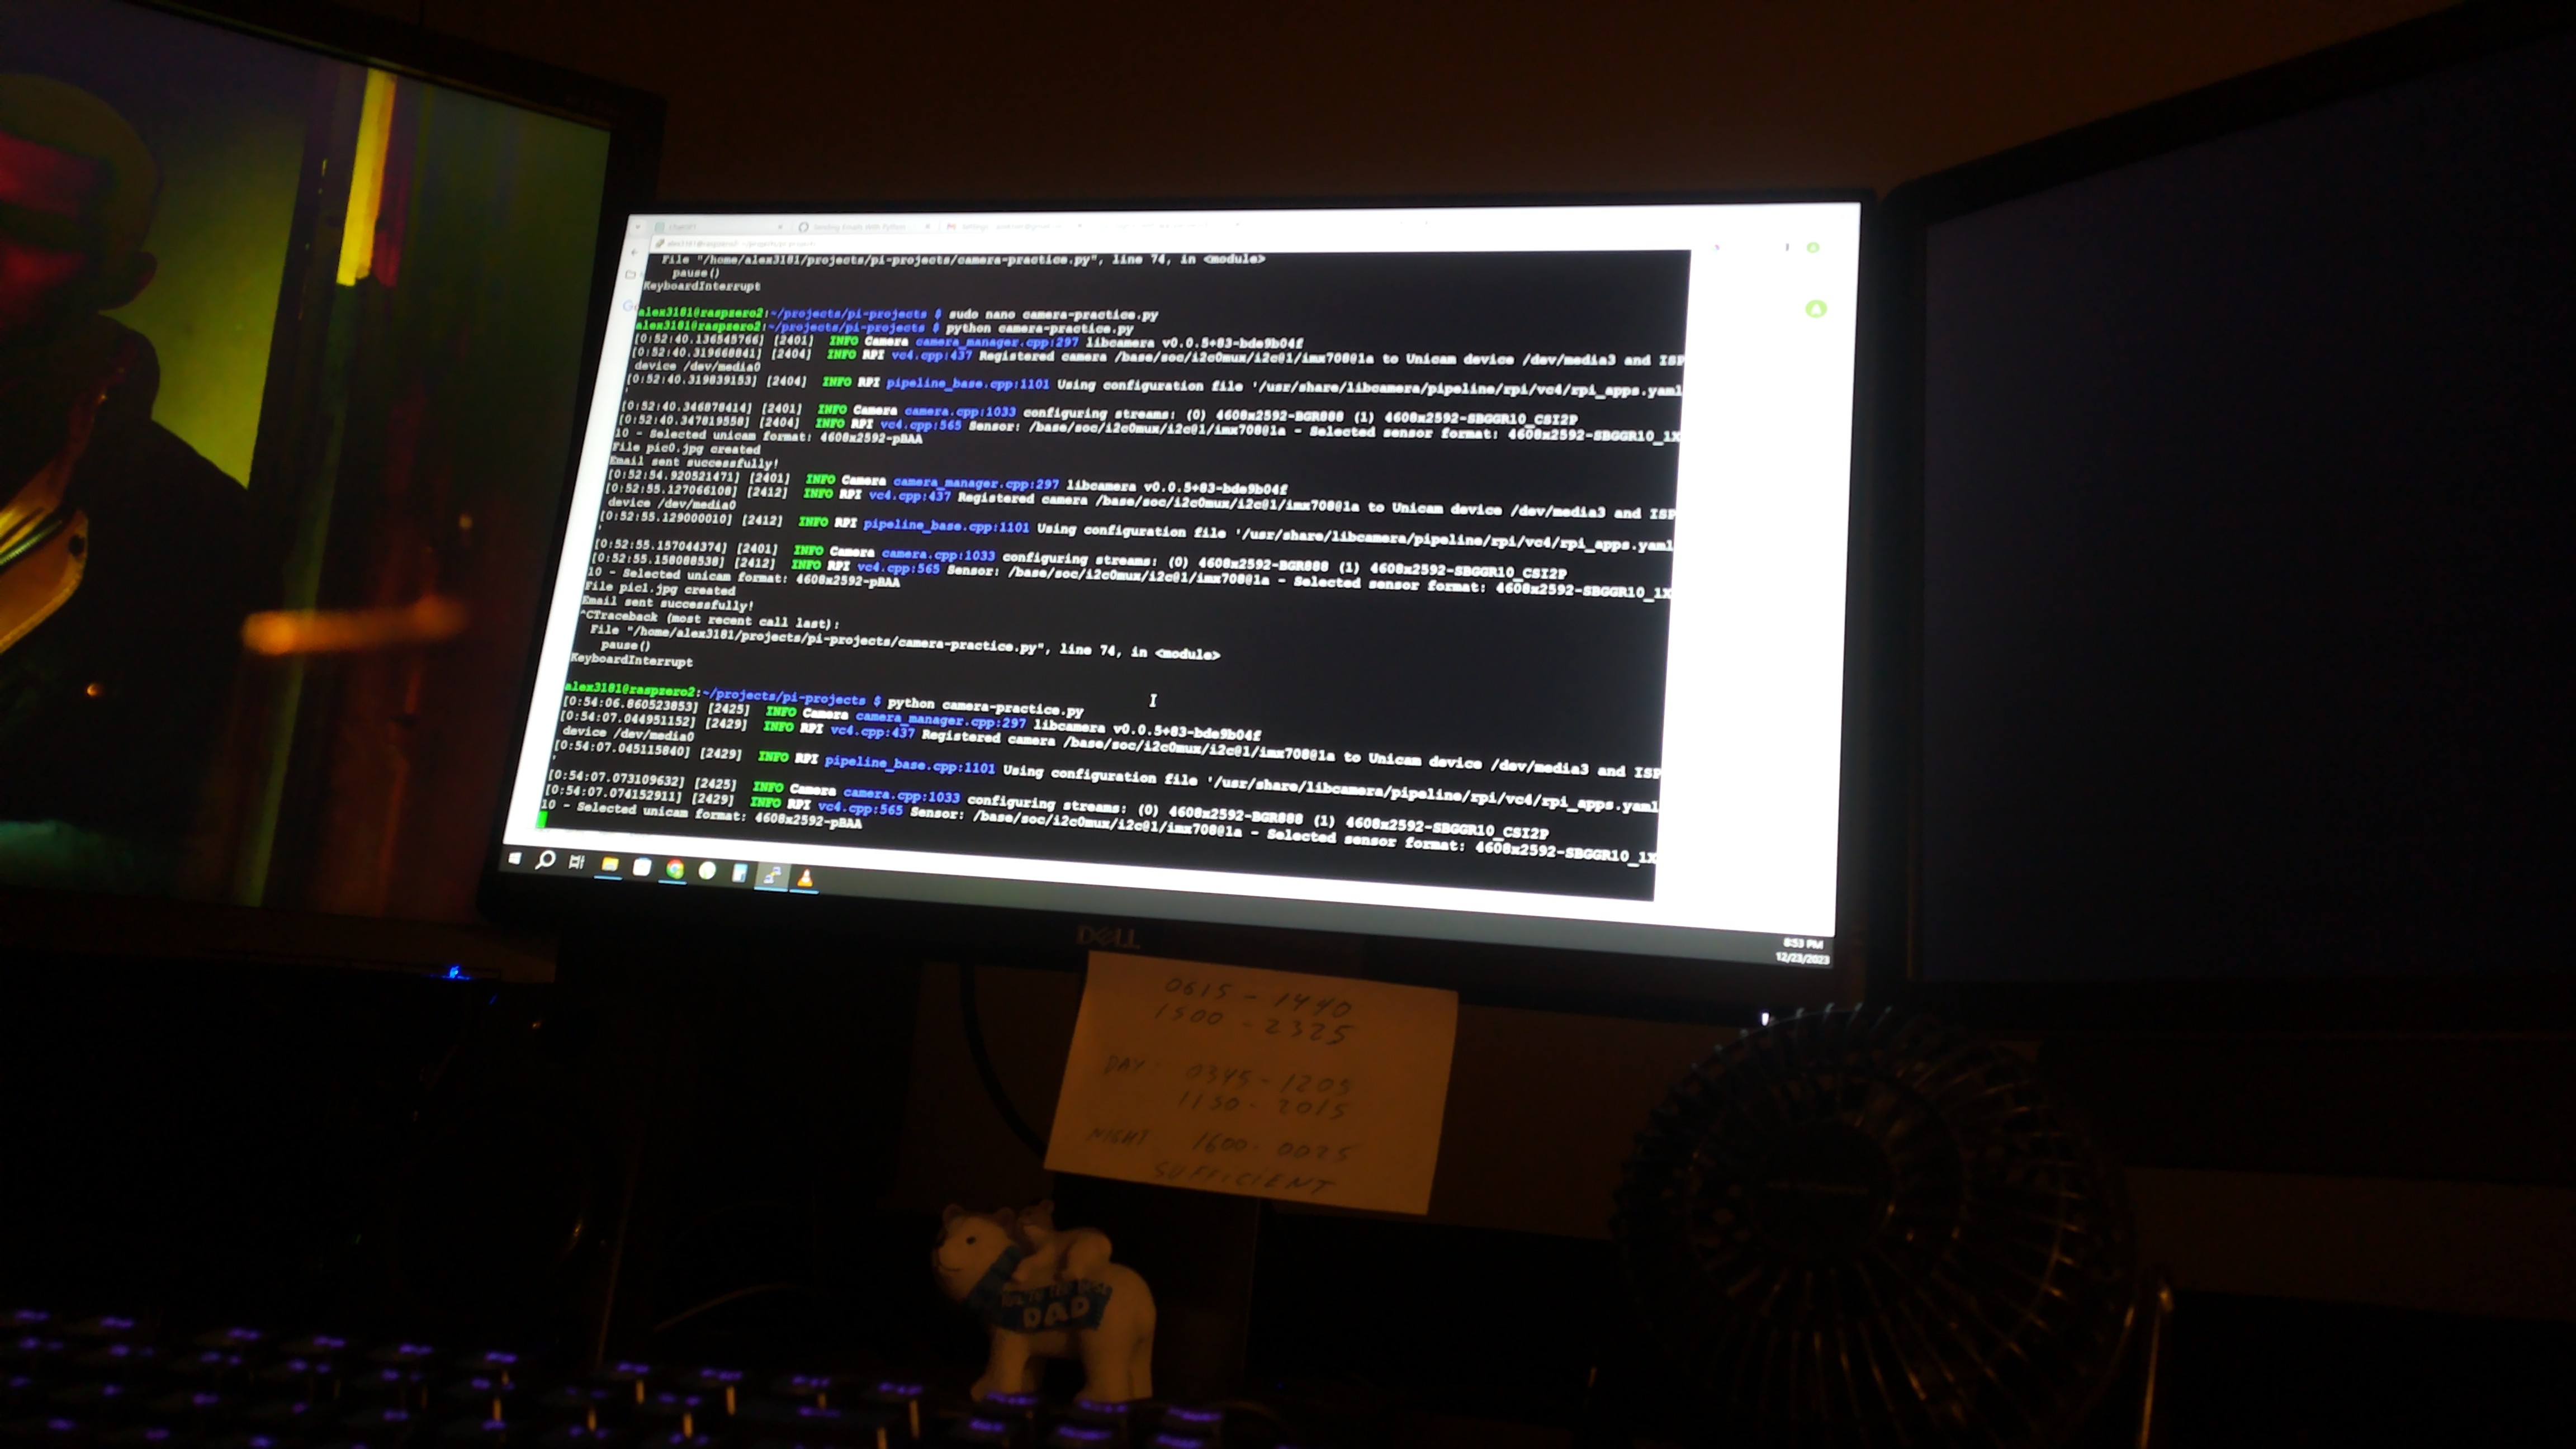 ChatGPT
Sending Emails With Python
Settings
alex3181@raspzero2: ~/projects/pi-projects
File "/home/alex3181/projects/pi-projects/camera-practice.py", line 74, in <module>
pause()
KeyboardInterrupt
alex3181@raspzero2:~/projects/pi-projects $ sudo nano camera-practice.py
alex3181@raspzero2:~/projects/pi-projects $ python camera-practice.py
[0:52:40.136545766] [2401] INFO Camera camera_manager.cpp:297 libcamera v0.0.5+83-bde9b04f
[0:52:40.319668841] [2404] INFO RPI vc4.cpp:437 Registered camera /base/soc/i2c0mux/i2c@1/imx708@1a to Unicam device /dev/media3 and ISP
device /dev/media0
[0:52:40.319839153] [2404] INFO RPI pipeline_base.cpp:1101 Using configuration file '/usr/share/libcamera/pipeline/rpi/vc4/rpi_apps.yaml
'
[0:52:40.346878414] [2401] INFO Camera camera.cpp:1033 configuring streams: (0) 4608x2592-BGR888 (1) 4608x2592-SBGGR10_CSI2P
[0:52:40.347819558] [2404] INFO RPI vc4.cpp:565 Sensor: /base/soc/i2c0mux/i2c@1/imx708@1a - Selected sensor format: 4608x2592-SBGGR10_1X
10 - Selected unicam format: 4608x2592-pBAA
File pic0.jpg created
Email sent successfully!
[0:52:54.920521471] [2401] INFO Camera camera_manager.cpp:297 libcamera v0.0.5+83-bde9b04f
[0:52:55.127066108] [2412] INFO RPI vc4.cpp:437 Registered camera /base/soc/i2c0mux/i2c@1/imx708@1a to Unicam device /dev/media3 and ISP
device /dev/media0
[0:52:55.129000010] [2412] INFO RPI pipeline_base.cpp:1101 Using configuration file '/usr/share/libcamera/pipeline/rpi/vc4/rpi_apps.yaml
'
[0:52:55.157044374] [2401] INFO Camera camera.cpp:1033 configuring streams: (0) 4608x2592-BGR888 (1) 4608x2592-SBGGR10_CSI2P
[0:52:55.158088538] [2412] INFO RPI vc4.cpp:565 Sensor: /base/soc/i2c0mux/i2c@1/imx708@1a - Selected sensor format: 4608x2592-SBGGR10_1X
10 - Selected unicam format: 4608x2592-pBAA
File pic1.jpg created
Email sent successfully!
^CTraceback (most recent call last):
File "/home/alex3181/projects/pi-projects/camera-practice.py", line 74, in <module>
pause()
KeyboardInterrupt
alex3181@raspzero2:~/projects/pi-projects $ python camera-practice.py
[0:54:06.860523853] [2425] INFO Camera camera_manager.cpp:297 libcamera v0.0.5+83-bde9b04f
[0:54:07.044951152] [2429] INFO RPI vc4.cpp:437 Registered camera /base/soc/i2c0mux/i2c@1/imx708@1a to Unicam device /dev/media3 and ISP
device /dev/media0
[0:54:07.045115840] [2429] INFO RPI pipeline_base.cpp:1101 Using configuration file '/usr/share/libcamera/pipeline/rpi/vc4/rpi_apps.yaml
'
[0:54:07.073109632] [2425] INFO Camera camera.cpp:1033 configuring streams: (0) 4608x2592-BGR888 (1) 4608x2592-SBGGR10_CSI2P
[0:54:07.074152911] [2429] INFO RPI vc4.cpp:565 Sensor: /base/soc/i2c0mux/i2c@1/imx708@1a - Selected sensor format: 4608x2592-SBGGR10_1X
10 - Selected unicam format: 4608x2592-pBAA
8:53 PM
12/23/2023
DELL
0615 - 1440
1500 - 2325
DAY 0345 - 1205
1150 - 2015
NIGHT 1600 - 0025
SUFFICIENT
DAD